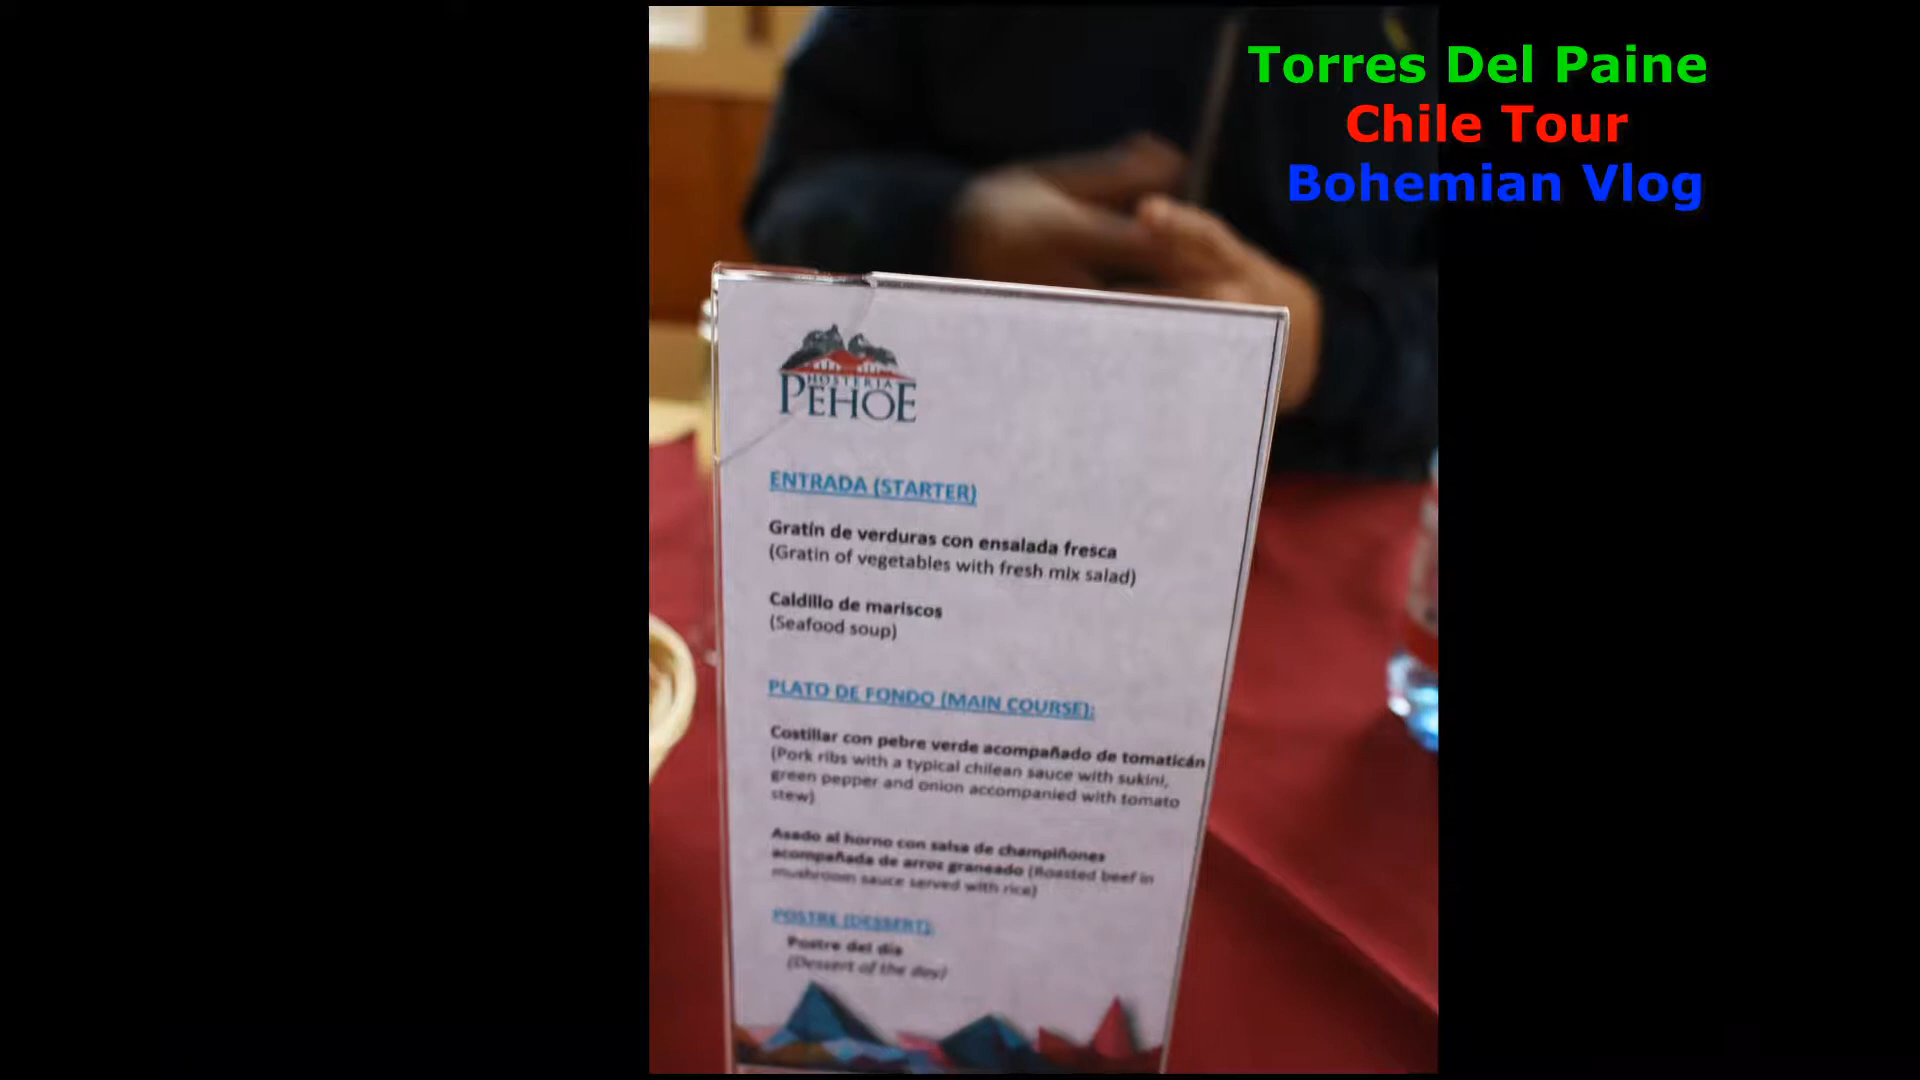 Torres Del Paine
Chile Tour
Bohemian Vlog
HOSTERIA
PEHOE
ENTRADA (STARTER)
Gratín de verduras con ensalada fresca
(Gratin of vegetables with fresh mix salad)
Caldillo de mariscos
(Seafood soup)
PLATO DE FONDO (MAIN COURSE):
Costillar con pebre verde acompañado de tomaticán
(Pork ribs with a typical chilean sauce with sukini,
green pepper and onion accompanied with tomato
stew)
Asado al horno con salsa de champiñones
acompañada de arroz graneado (Roasted beef in
mushroom sauce served with rice)
POSTRE (DESSERT):
Postre del día
(Dessert of the day)